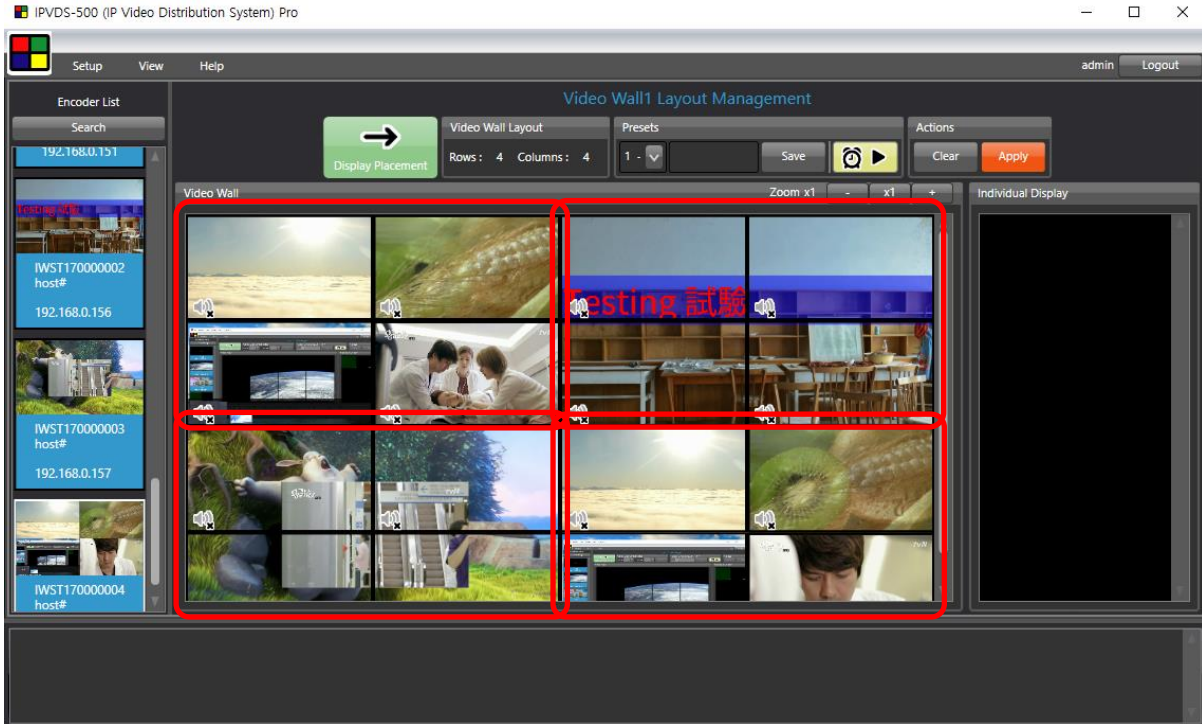 IPVDS-500 (IP Video Distribution System) Pro
Setup View Help
admin Logout
Encoder List
Search
192.168.0.151
Testing 試驗
IWST170000002
host#
192.168.0.156
IWST170000003
host#
192.168.0.157
IWST170000004
host#
Video Wall1 Layout Management
Display Placement
Video Wall Layout
Rows : 4 Columns : 4
Presets
1 -
Save
Actions
Clear Apply
Video Wall
Zoom x1 - x1 +
Testing 試驗
Individual Display